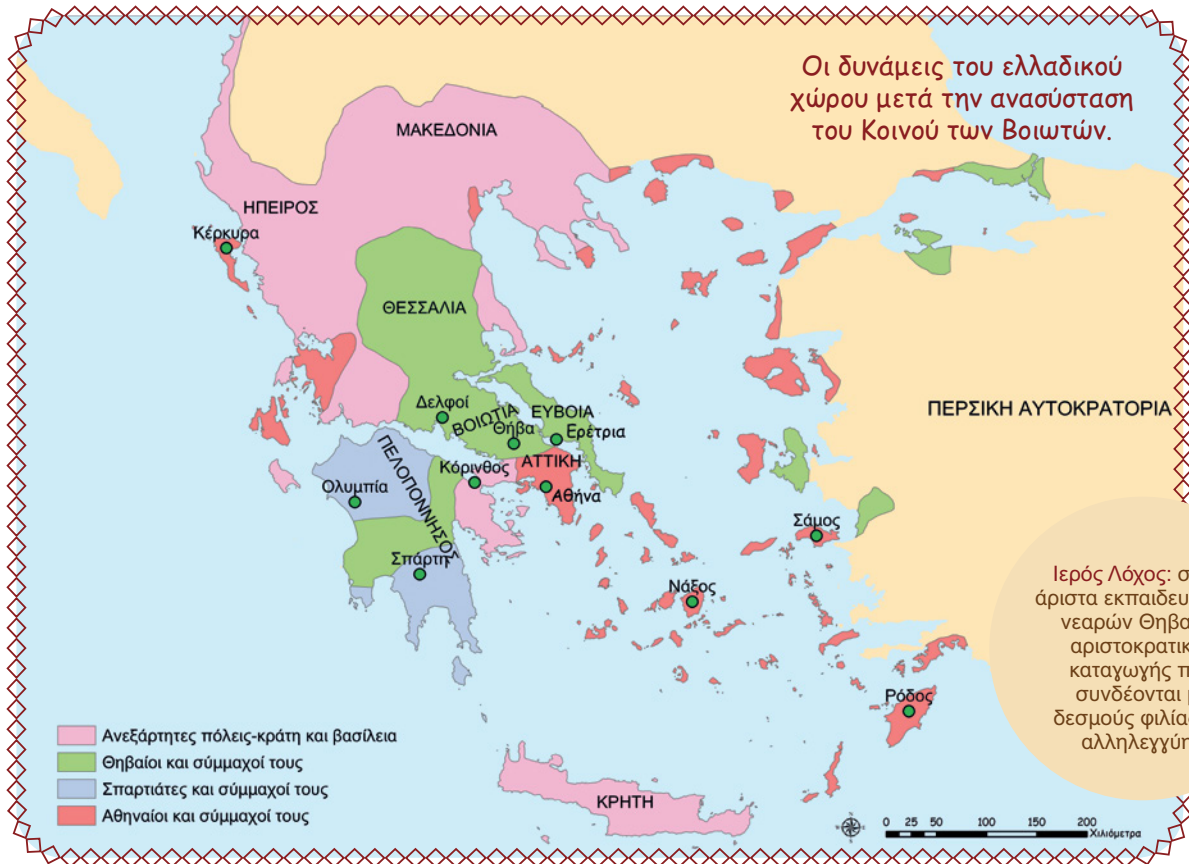 Οι δυνάμεις του ελλαδικού
χώρου μετά την ανασύσταση
του Κοινού των Βοιωτών.
ΜΑΚΕΔΟΝΙΑ
ΗΠΕΙΡΟΣ
Κέρκυρα
ΘΕΣΣΑΛΙΑ
ΠΕΡΣΙΚΗ ΑΥΤΟΚΡΑΤΟΡΙΑ
Δελφοί
ΒΟΙΩΤΙΑ
ΕΥΒΟΙΑ
Θήβα
Ερέτρια
ΠΕΛΟΠΟΝΝΗΣΟΣ
Κόρινθος
ΑΤΤΙΚΗ
Ολυμπία
Αθήνα
Σάμος
Σπάρτη
Νάξος
Ρόδος
Ιερός Λόχος: σ
άριστα εκπαιδευ
νεαρών Θηβα
αριστοκρατικ
καταγωγής π
συνδέονται μ
δεσμούς φιλίας
αλληλεγγύη
Ανεξάρτητες πόλεις-κράτη και βασίλεια
Θηβαίοι και σύμμαχοί τους
Σπαρτιάτες και σύμμαχοί τους
Αθηναίοι και σύμμαχοί τους
ΚΡΗΤΗ
0 25 50 100 150 200
Χιλιόμετρα